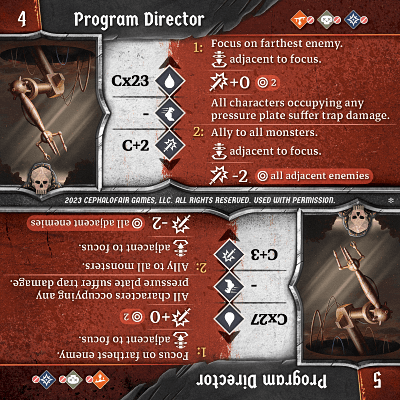 4 Program Director
1: Focus on farthest enemy.
adjacent to focus.
+0 2
All characters occupying any
pressure plate suffer trap damage.
2: Ally to all monsters.
adjacent to focus.
-2 all adjacent enemies
Cx23
-
C+2
2023 CEPHALOFAIR GAMES, LLC. ALL RIGHTS RESERVED. USED WITH PERMISSION.
5 Program Director
1: Focus on farthest enemy.
adjacent to focus.
+0 2
All characters occupying any
pressure plate suffer trap damage.
2: Ally to all monsters.
adjacent to focus.
-2 all adjacent enemies
Cx27
-
C+3